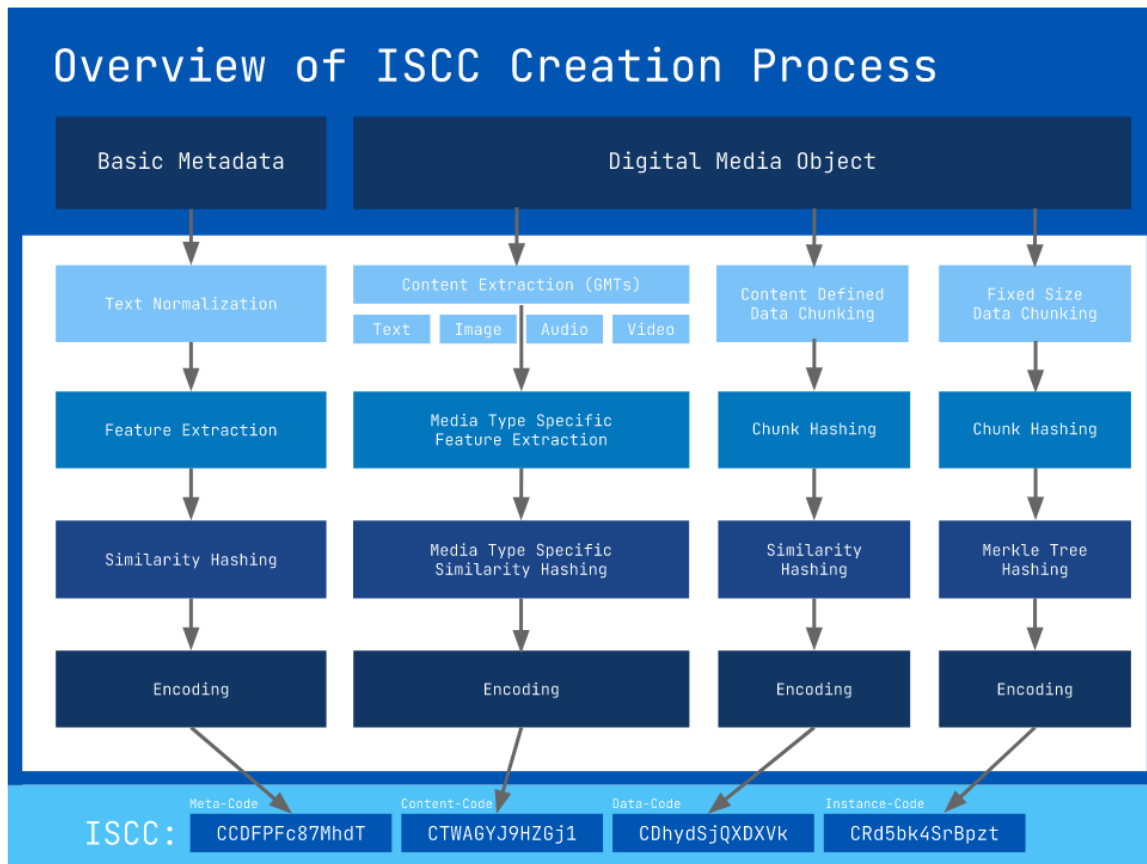 Overview of ISCC Creation Process
Basic Metadata
Digital Media Object
Text Normalization
Content Extraction (GMTs)
Text
Image
Audio
Video
Content Defined
Data Chunking
Fixed Size
Data Chunking
Feature Extraction
Media Type Specific
Feature Extraction
Chunk Hashing
Chunk Hashing
Similarity Hashing
Media Type Specific
Similarity Hashing
Similarity
Hashing
Merkle Tree
Hashing
Encoding
Encoding
Encoding
Encoding
ISCC:
Meta-Code
CCDFPFc87MhdT
Content-Code
CTWAGYJ9HZGj1
Data-Code
CDhydSjQXDXVk
Instance-Code
CRd5bk4SrBpzt